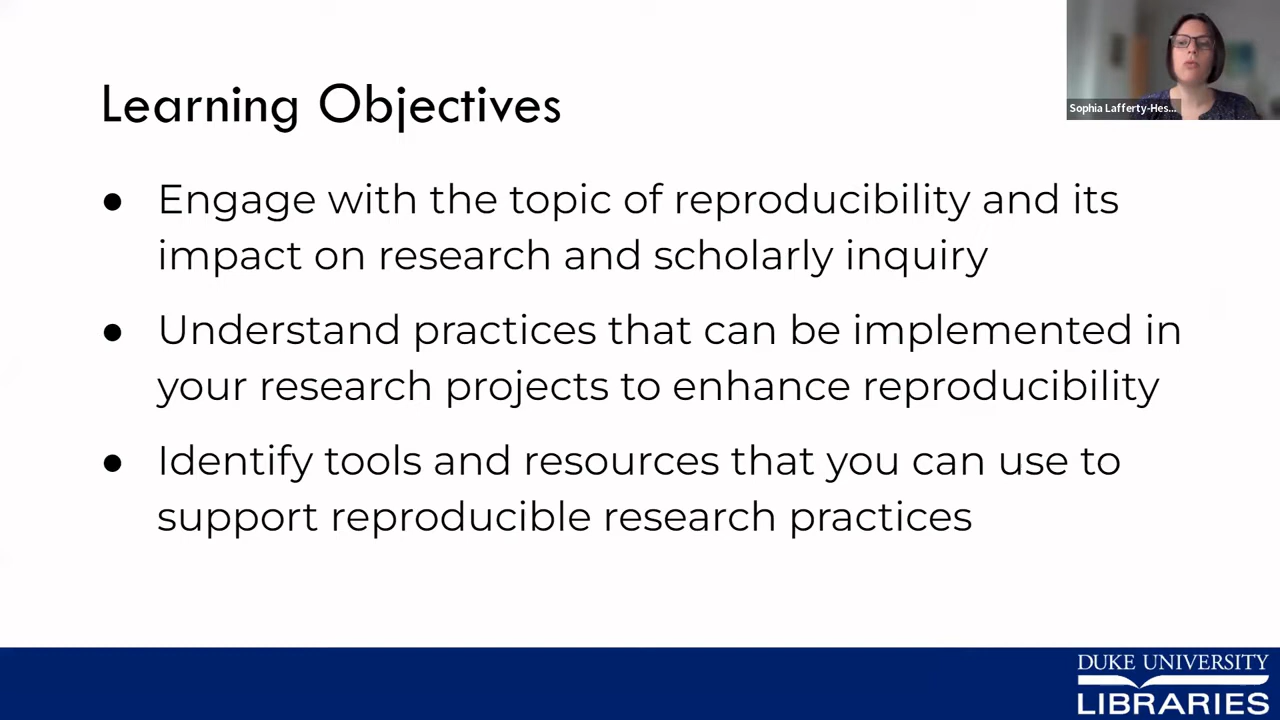 Learning Objectives
Sophia Lafferty-Hes...
● Engage with the topic of reproducibility and its
impact on research and scholarly inquiry
● Understand practices that can be implemented in
your research projects to enhance reproducibility
● Identify tools and resources that you can use to
support reproducible research practices
DUKE UNIVERSITY
LIBRARIES